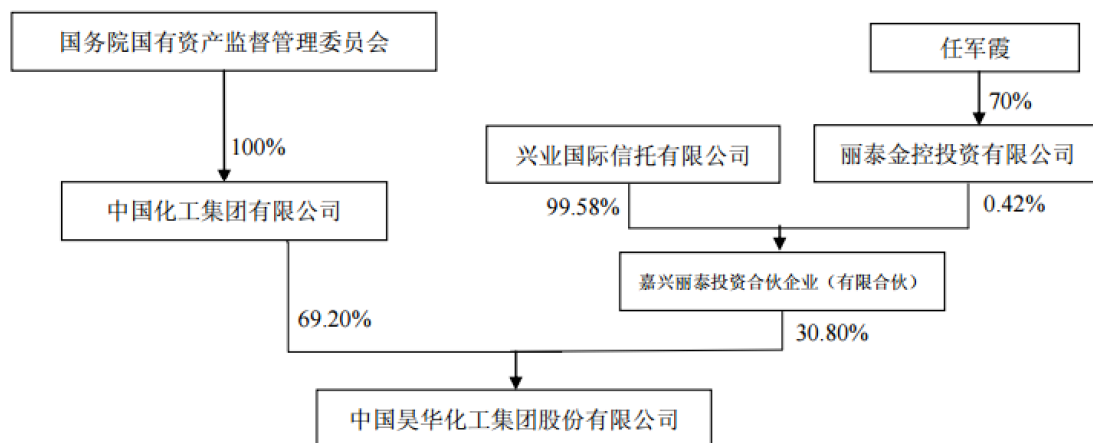 国务院国有资产监督管理委员会
任军霞
70%
100%
兴业国际信托有限公司
丽泰金控投资有限公司
99.58%
0.42%
中国化工集团有限公司
嘉兴丽泰投资合伙企业（有限合伙）
69.20%
30.80%
中国昊华化工集团股份有限公司